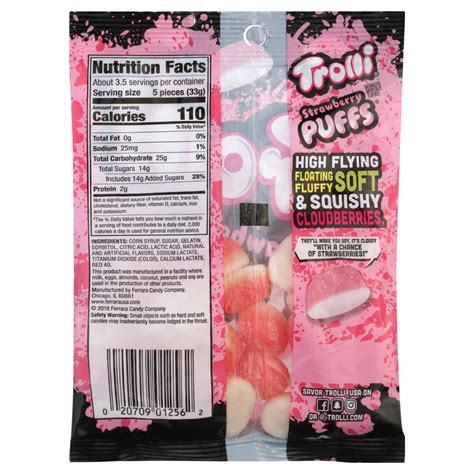 Nutrition Facts
About 3.5 servings per container
Serving size 5 pieces (33g)
Amount per serving
Calories 110
% Daily Value*
Total Fat 0g 0%
Sodium 25mg 1%
Total Carbohydrate 25g 9%
Total Sugars 14g
Includes 14g Added Sugars 28%
Protein 2g
Not a significant source of saturated fat, trans fat,
cholesterol, dietary fiber, vitamin D, calcium, iron
and potassium
*The % Daily Value tells you how much a nutrient in
a serving of food contributes to a daily diet. 2,000
calories a day is used for general nutrition advice.
INGREDIENTS: CORN SYRUP, SUGAR, GELATIN,
SORBITOL, CITRIC ACID, LACTIC ACID, NATURAL
AND ARTIFICIAL FLAVORS, SODIUM LACTATE,
TITANIUM DIOXIDE (COLOR), CALCIUM LACTATE,
RED 40.
This product was manufactured in a facility where
milk, eggs, almonds, coconut, peanuts and soy are
used in the production of other products.
Manufactured by Ferrara Candy Company,
Chicago, IL 60661
www.ferrarausa.com
© 2018 Ferrara Candy Company
Safety Warning: Small objects such as hard and soft
candies may inadvertently become lodged in the throat.
0 20709 01256 2
Trolli
Strawberry
PUFFS
HIGH FLYING
FLOATING
FLUFFY SOFT
& SQUISHY
CLOUDBERRIES.
THEY'LL MAKE YOU SAY, IT'S CLOUDY
"WITH A CHANCE
OF STRAWBERRIES!"
SAVOR TROLLI USA ON
OR @ TROLLI.COM